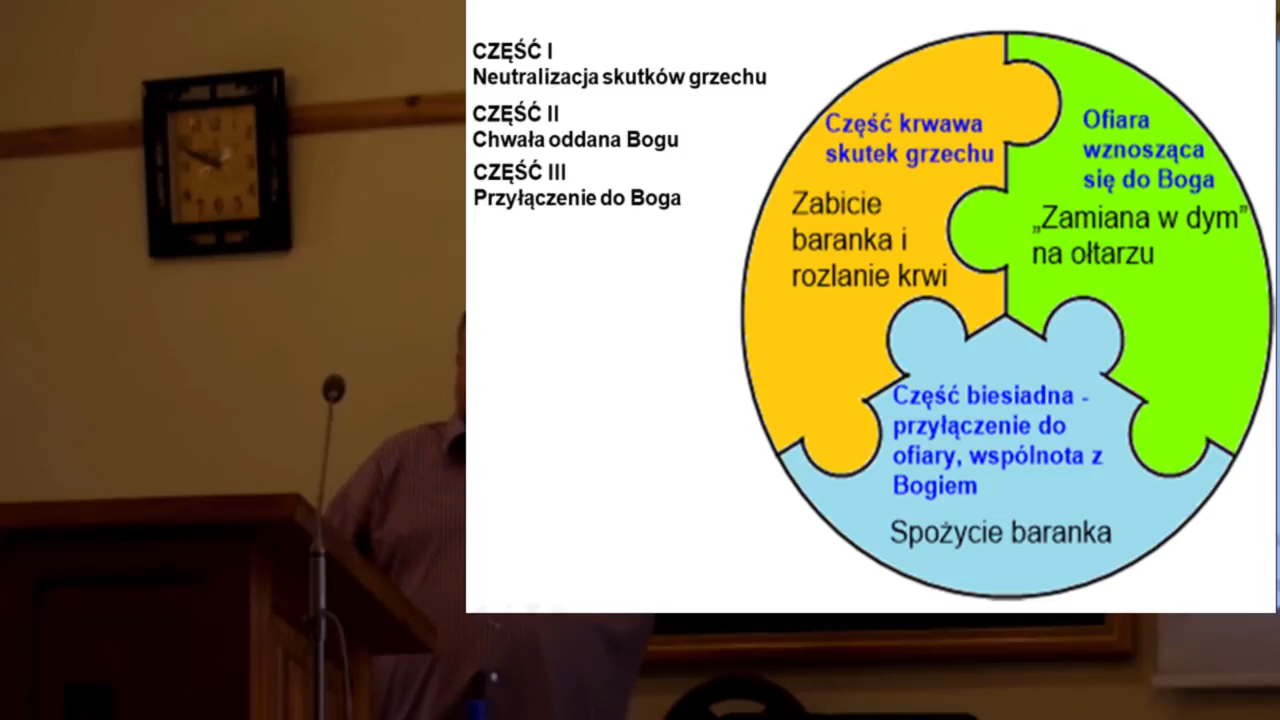 CZĘŚĆ I
Neutralizacja skutków grzechu
CZĘŚĆ II
Chwała oddana Bogu
CZĘŚĆ III
Przyłączenie do Boga
Część krwawa
skutek grzechu
Zabicie
baranka i
rozlanie krwi
Ofiara
wznosząca
się do Boga
„Zamiana w dym”
na ołtarzu
Część biesiadna -
przyłączenie do
ofiary, wspólnota z
Bogiem
Spożycie baranka